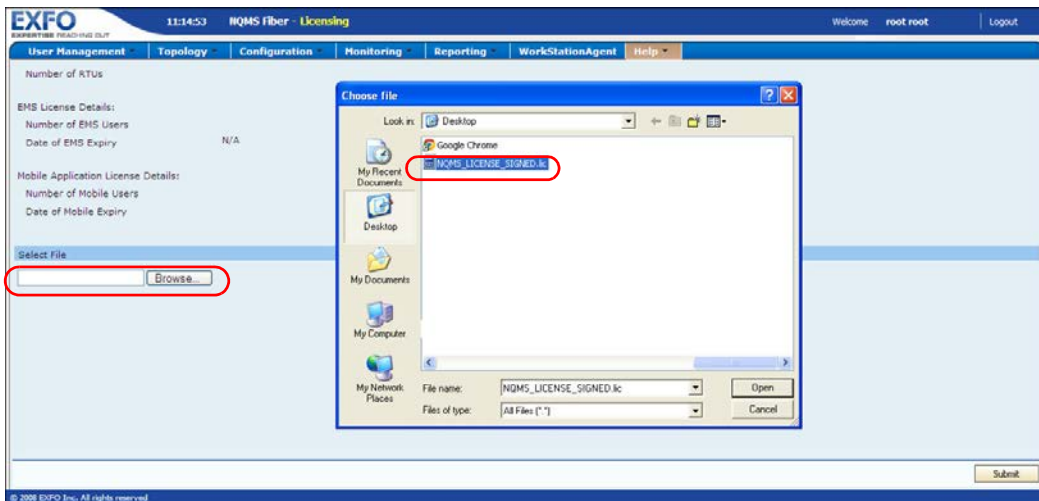 EXFO
EXPERTISE REACHING OUT
11:14:53
NQMS Fiber - Licensing
Welcome root root
Logout
User Management
Topology
Configuration
Monitoring
Reporting
WorkStationAgent
Help
Number of RTUs
EMS License Details:
Number of EMS Users
Date of EMS Expiry N/A
Mobile Application License Details:
Number of Mobile Users
Date of Mobile Expiry
Select File
Browse...
Choose file
Look in: Desktop
Google Chrome
NQMS_LICENSE_SIGNED.lic
My Recent
Documents
Desktop
My Documents
My Computer
My Network
Places
File name: NQMS_LICENSE_SIGNED.lic
Open
Files of type: All Files (*.*)
Cancel
Submit
© 2008 EXFO Inc. All rights reserved